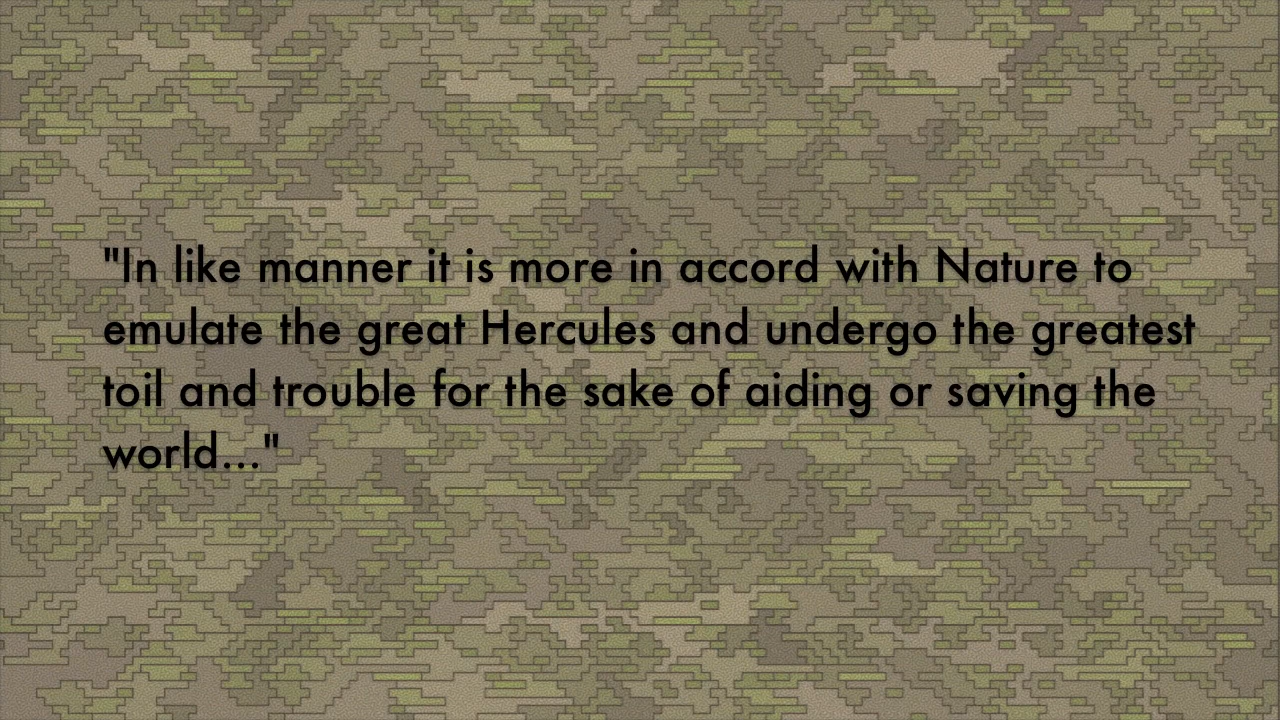 "In like manner it is more in accord with Nature to
emulate the great Hercules and undergo the greatest
toil and trouble for the sake of aiding or saving the
world..."